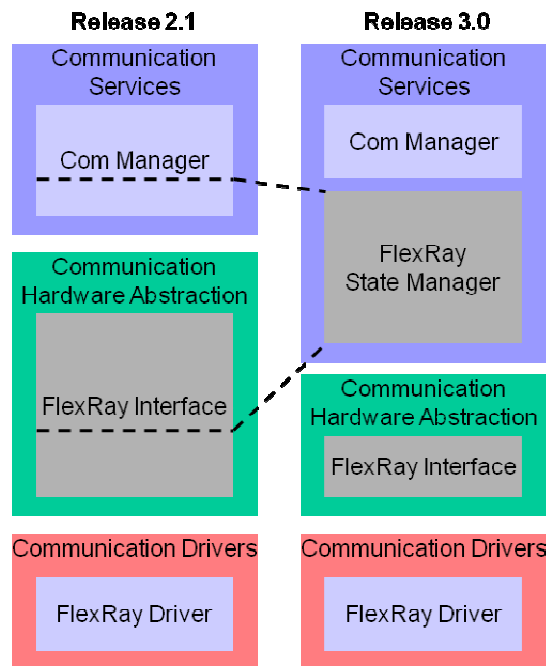 Release 2.1
Communication
Services
Com Manager
Communication
Hardware Abstraction
FlexRay Interface
Communication Drivers
FlexRay Driver
Release 3.0
Communication
Services
Com Manager
FlexRay
State Manager
Communication
Hardware Abstraction
FlexRay Interface
Communication Drivers
FlexRay Driver